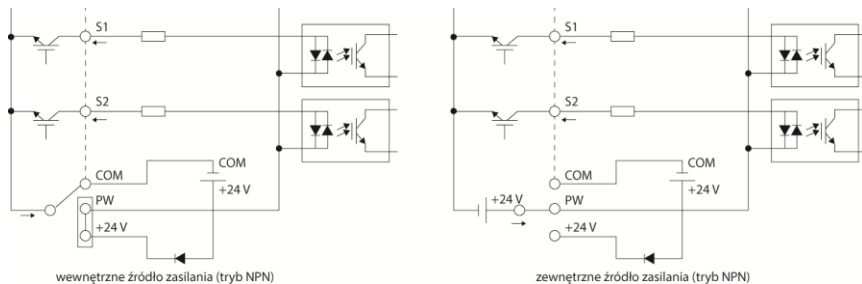 S1
S2
COM
COM
+24 V
PW
+24 V
wewnętrzne źródło zasilania (tryb NPN)
S1
S2
COM
COM
+24 V
+24 V
PW
+24 V
zewnętrzne źródło zasilania (tryb NPN)